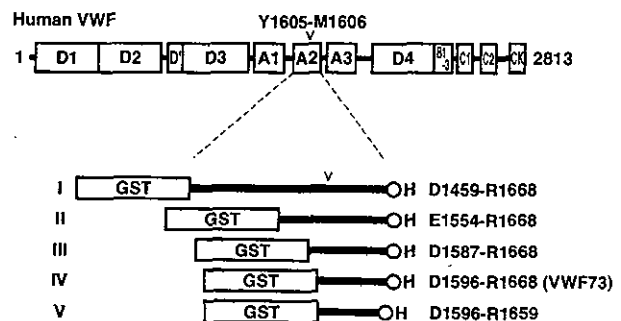 Human VWF
Y1605-M1606
v
1 D1 D2 D' D3 A1 A2 A3 D4 B1-3 C1 C2 CK 2813
v
I GST H D1459-R1668
II GST H E1554-R1668
III GST H D1587-R1668
IV GST H D1596-R1668 (VWF73)
V GST H D1596-R1659